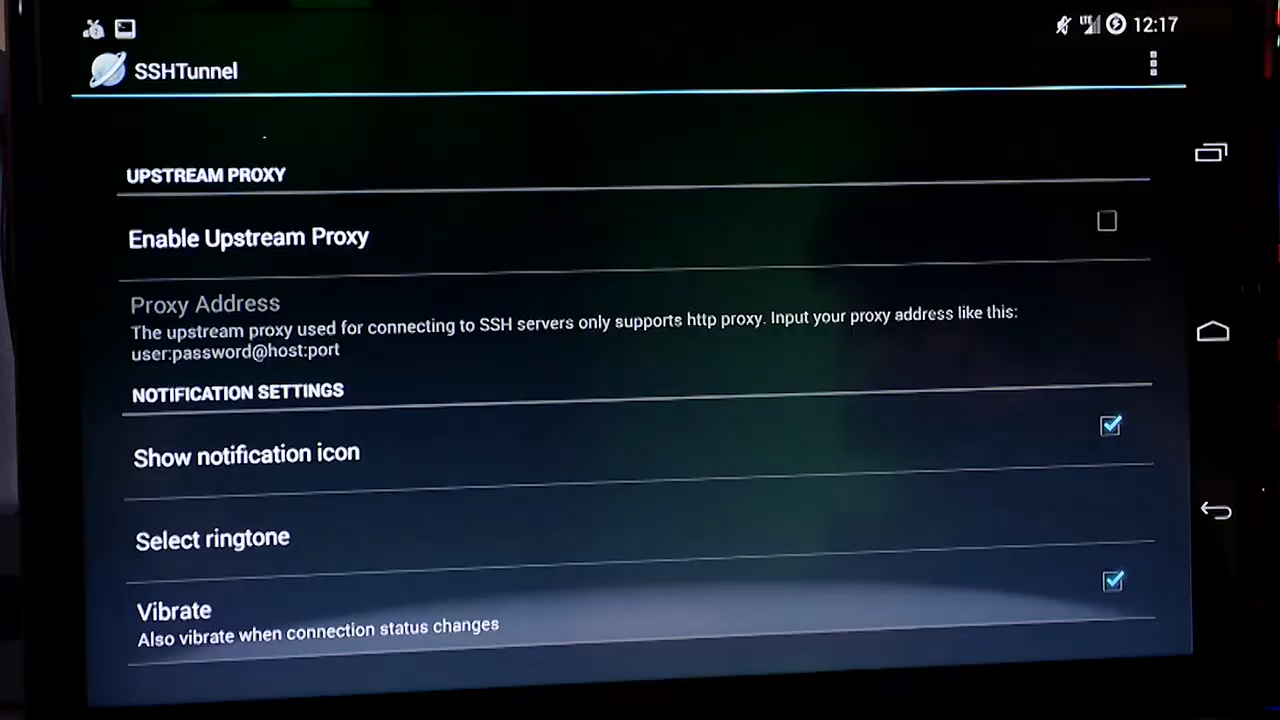 12:17
SSHTunnel
UPSTREAM PROXY
Enable Upstream Proxy
Proxy Address
The upstream proxy used for connecting to SSH servers only supports http proxy. Input your proxy address like this:
user:password@host:port
NOTIFICATION SETTINGS
Show notification icon
Select ringtone
Vibrate
Also vibrate when connection status changes